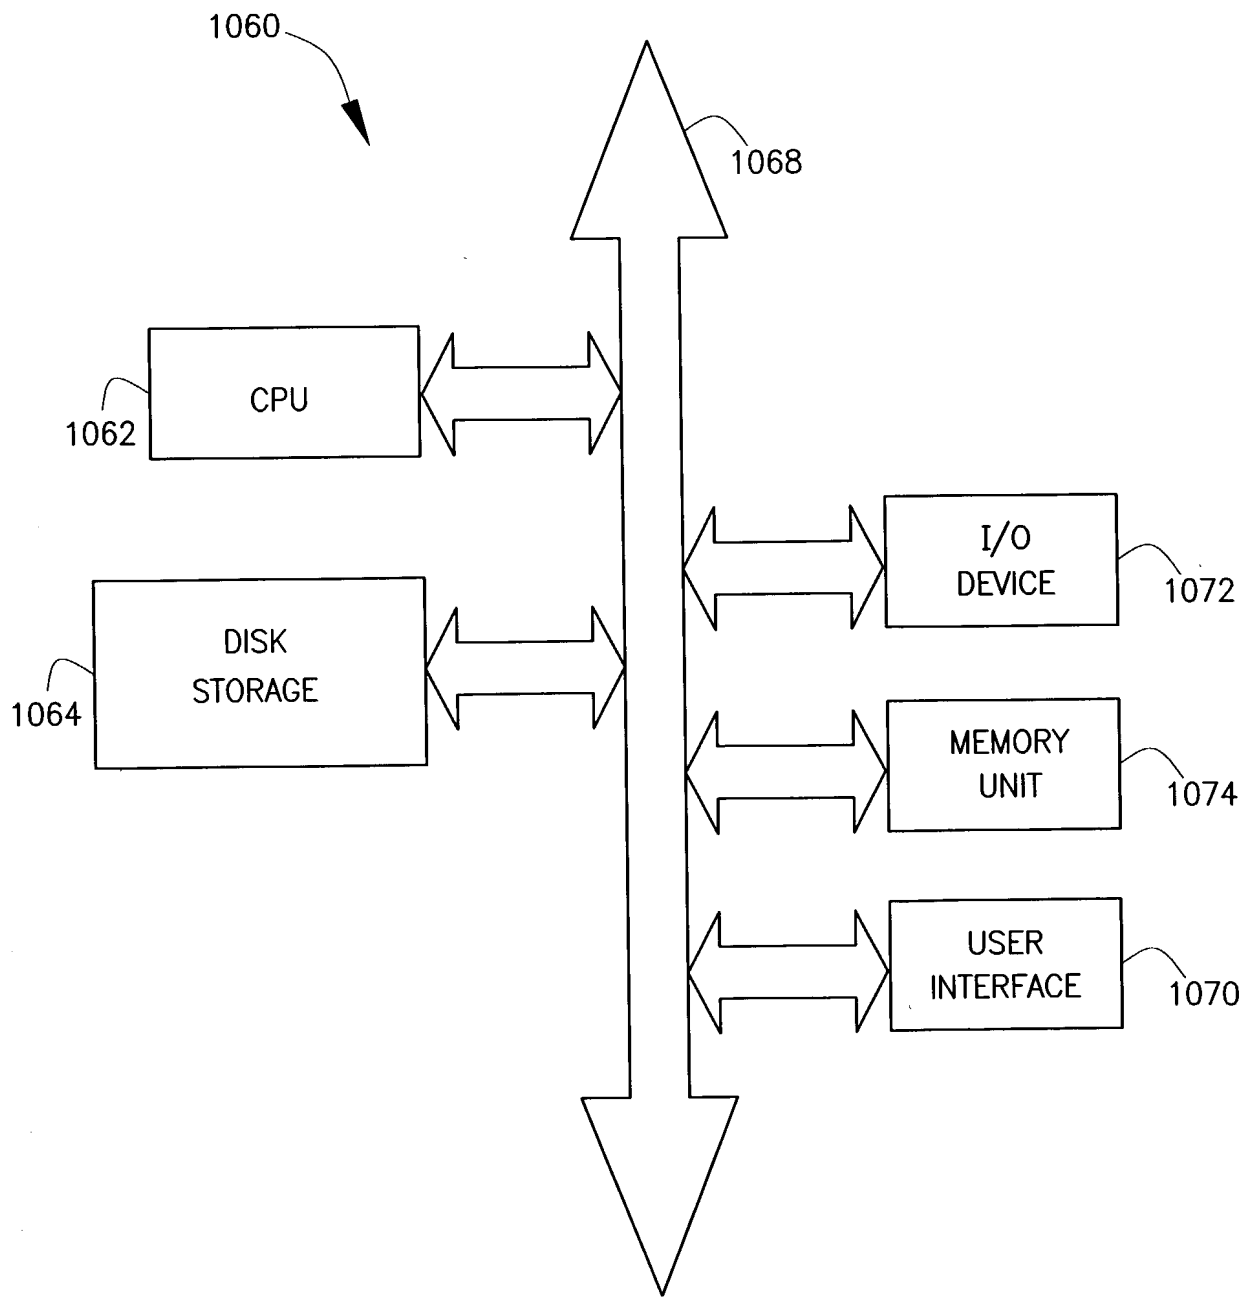 1060
1068
CPU
1062
I/O
DEVICE
1072
DISK
STORAGE
1064
MEMORY
UNIT
1074
USER
INTERFACE
1070